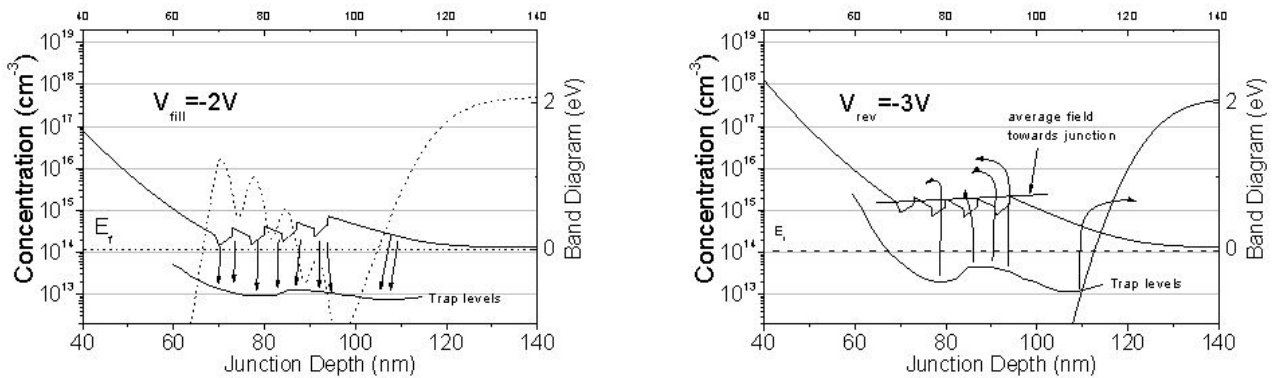 40 60 80 100 120 140
10^19
10^18
10^17
10^16
10^15
10^14
10^13
Concentration (cm^-3)
V_fill=-2V
E_f
Trap levels
2
0
Band Diagram (eV)
40 60 80 100 120 140
Junction Depth (nm)
40 60 80 100 120 140
10^19
10^18
10^17
10^16
10^15
10^14
10^13
Concentration (cm^-3)
V_rev=-3V
average field
towards junction
Trap levels
2
0
Band Diagram (eV)
40 60 80 100 120 140
Junction Depth (nm)